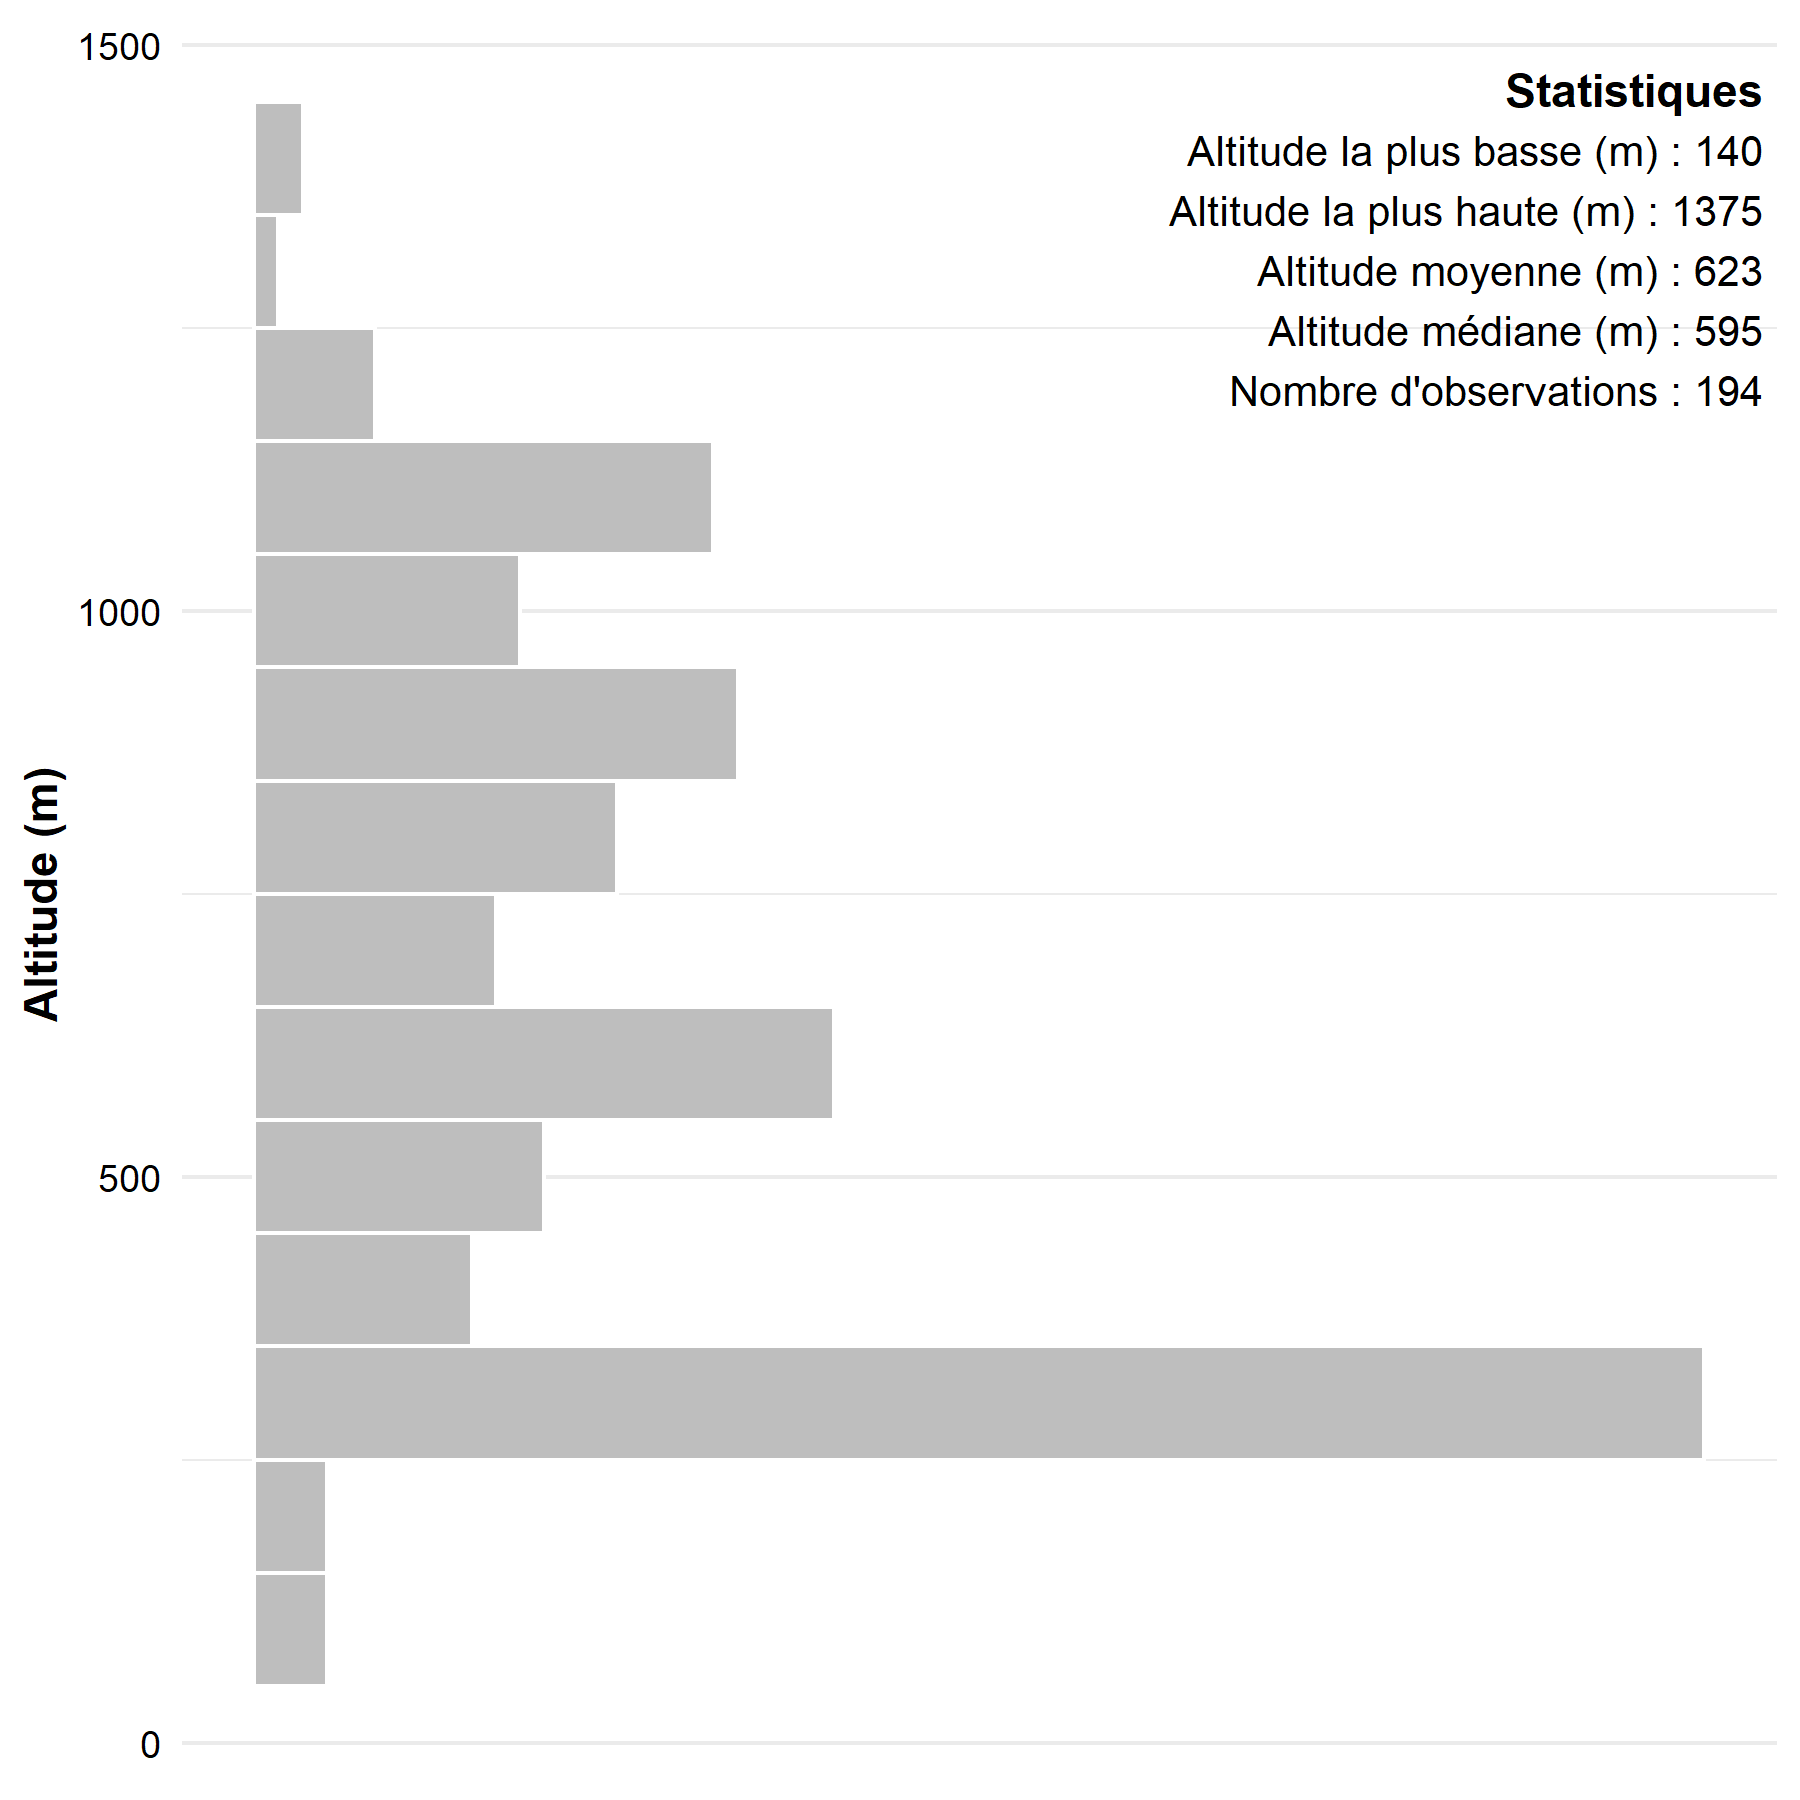 Statistiques
Altitude la plus basse (m) : 140
Altitude la plus haute (m) : 1375
Altitude moyenne (m) : 623
Altitude médiane (m) : 595
Nombre d'observations : 194
1500
1000
500
0
Altitude (m)